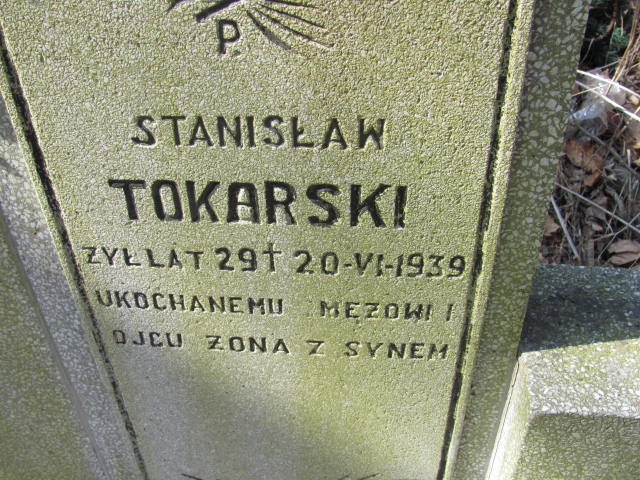 P.
STANISŁAW
TOKARSKI
ŻYŁ LAT 29 † 20-VI-1939
UKOCHANEMU MĘŻOWI I
OJCU ŻONA Z SYNEM